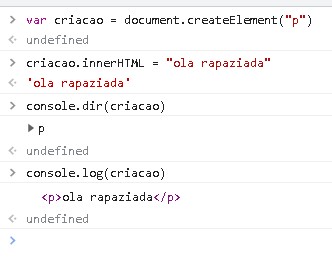 > var criacao = document.createElement("p")
<· undefined
> criacao.innerHTML = "ola rapaziada"
<· 'ola rapaziada'
> console.dir(criacao)
▶ p
<· undefined
> console.log(criacao)
<p>ola rapaziada</p>
<· undefined
>